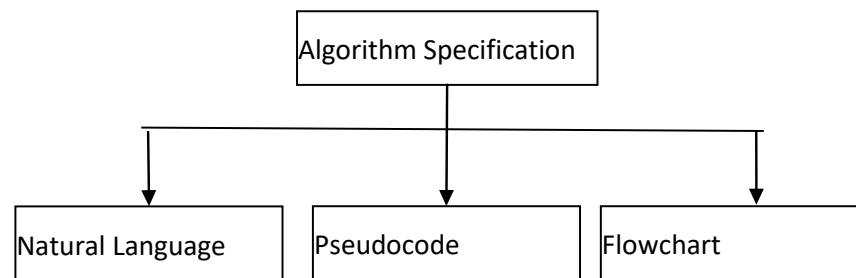 Algorithm Specification
Natural Language
Pseudocode
Flowchart